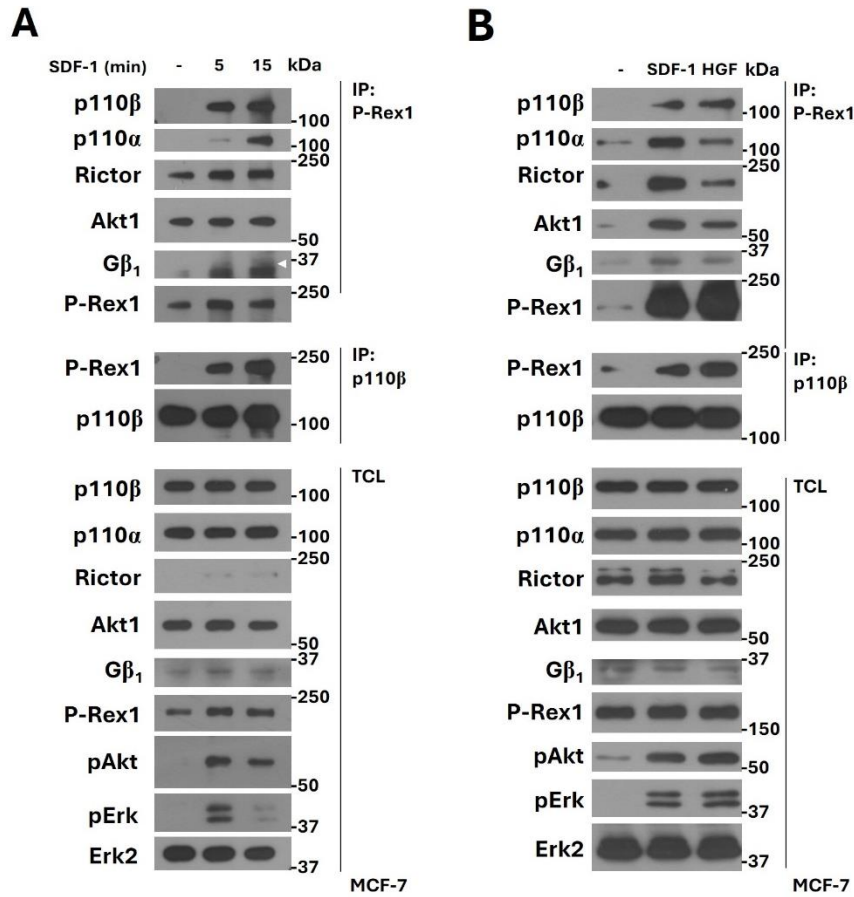 A
SDF-1 (min) - 5 15 kDa
IP:
P-Rex1
p110β
-100
p110α
-100
-250
Rictor
Akt1
-50
-37
Gβ₁
-250
P-Rex1
IP:
p110β
-250
P-Rex1
p110β
-100
TCL
p110β
-100
p110α
-100
-250
Rictor
Akt1
-50
-37
Gβ₁
-250
P-Rex1
pAkt
-50
pErk
-37
Erk2
-37
MCF-7
B
- SDF-1 HGF kDa
IP:
P-Rex1
p110β
-100
p110α
-100
-250
Rictor
Akt1
-50
-37
Gβ₁
-250
P-Rex1
IP:
p110β
-250
P-Rex1
p110β
-100
TCL
p110β
-100
p110α
-100
-250
Rictor
Akt1
-50
-37
Gβ₁
P-Rex1
-150
pAkt
-50
pErk
-37
Erk2
-37
MCF-7